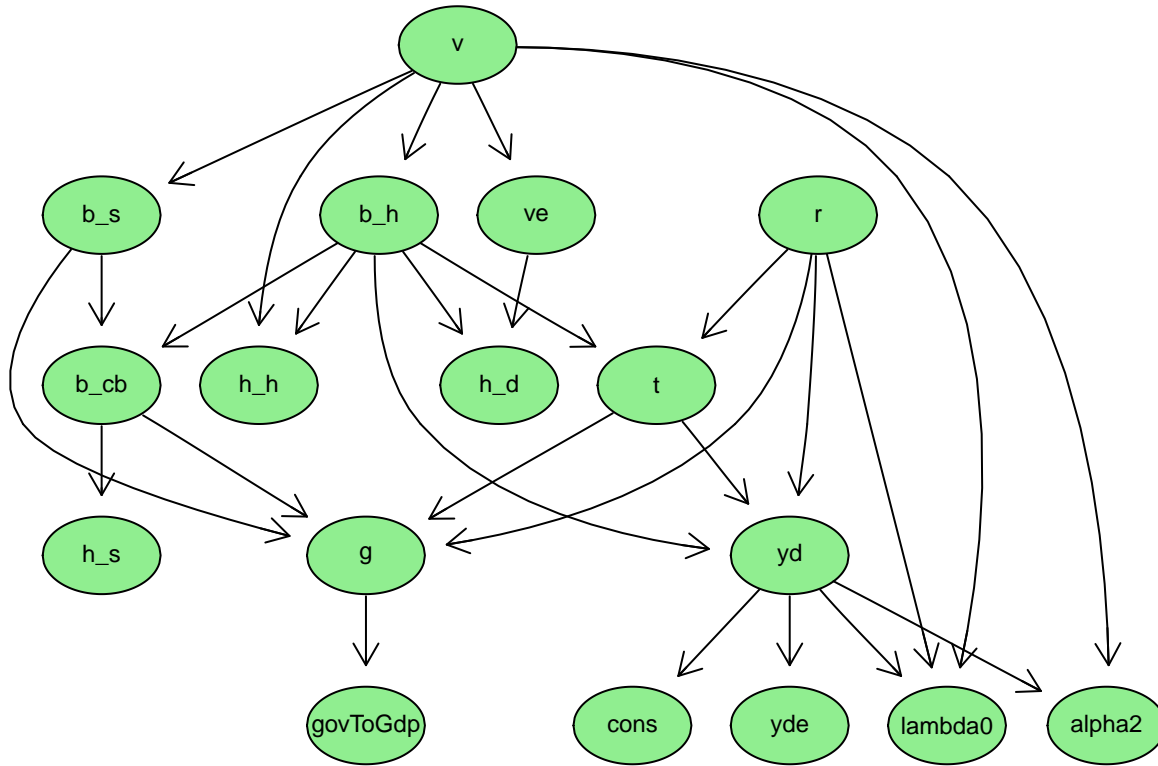 v
b_s
b_h
ve
r
b_cb
h_h
h_d
t
h_s
g
yd
govToGdp
cons
yde
lambda0
alpha2